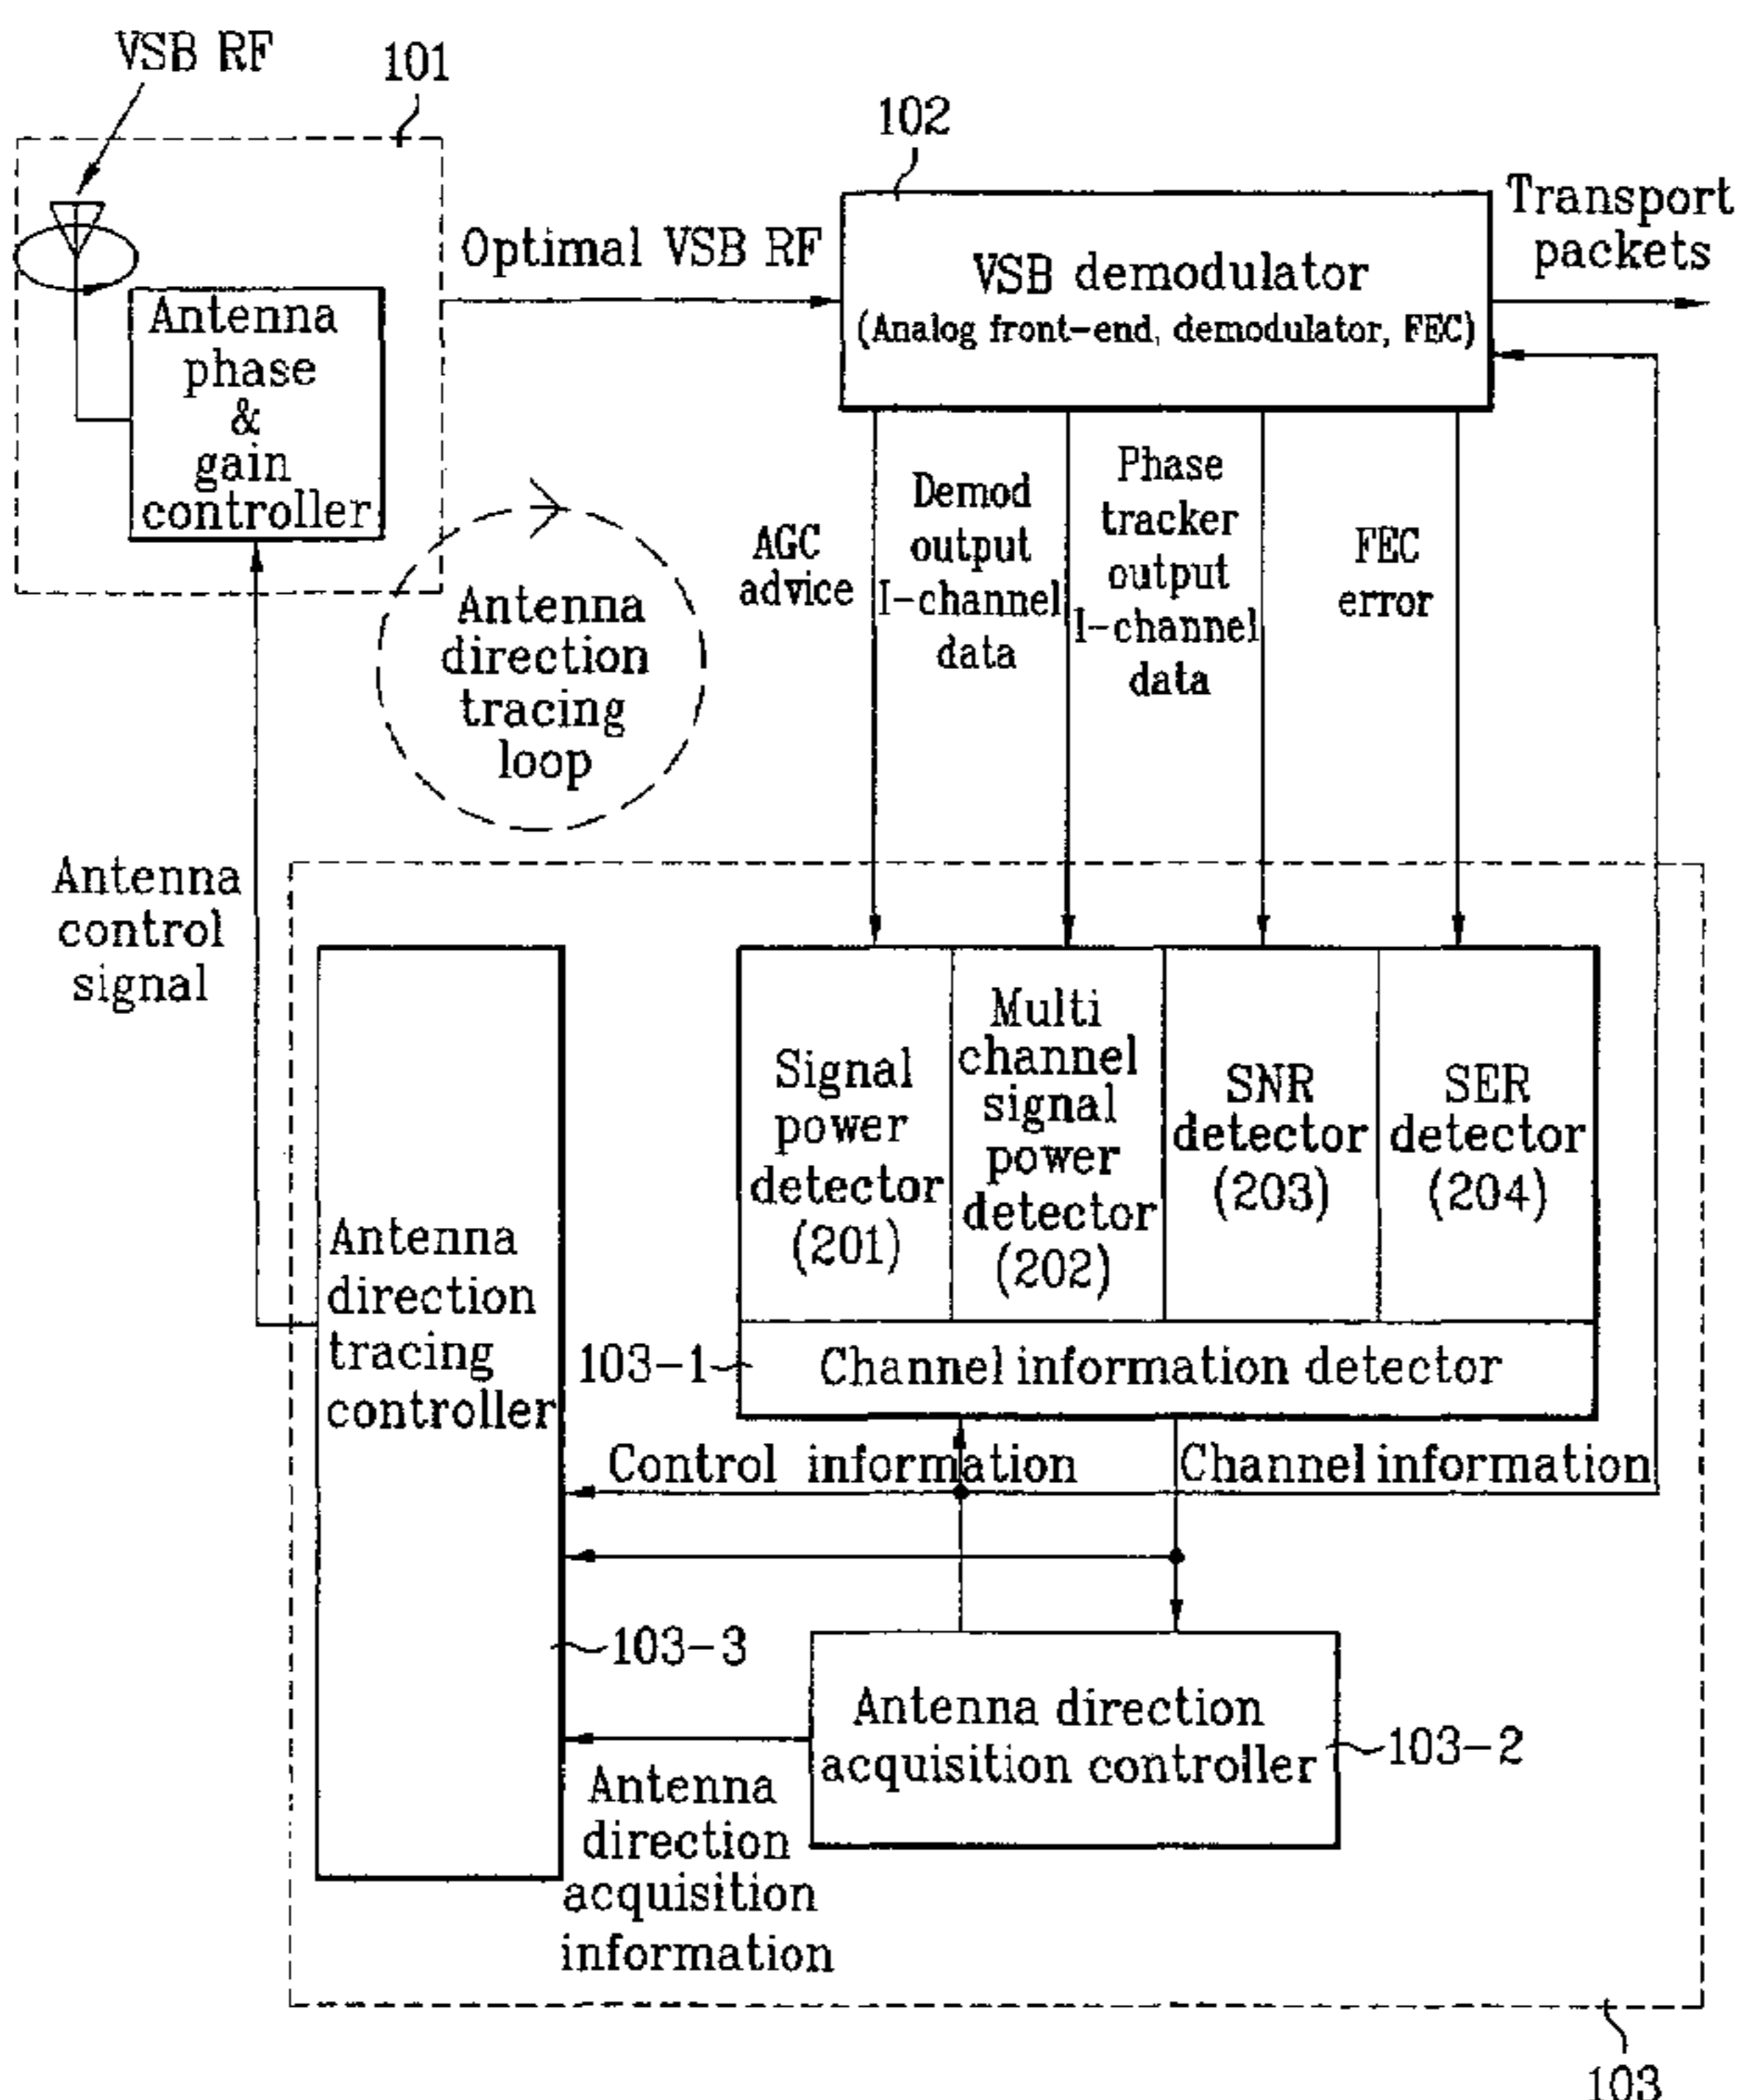 VSB RF
101
102
Optimal VSB RF
VSB demodulator
(Analog front-end, demodulator, FEC)
Transport
packets
Antenna
phase
&
gain
controller
Antenna
direction
tracing
loop
AGC
advice
Demod
output
I-channel
data
Phase
tracker
output
I-channel
data
FEC
error
Antenna
control
signal
Antenna
direction
tracing
controller
Signal
power
detector
(201)
Multi
channel
signal
power
detector
(202)
SNR
detector
(203)
SER
detector
(204)
103-1
Channel information detector
Control information
Channel information
103-3
Antenna direction
acquisition controller
103-2
Antenna
direction
acquisition
information
103